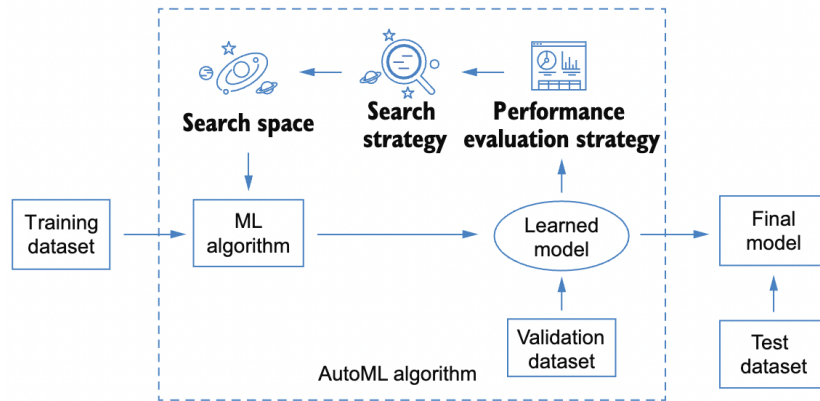 Search space
Search
strategy
Performance
evaluation strategy
Training
dataset
ML
algorithm
Learned
model
Final
model
Validation
dataset
Test
dataset
AutoML algorithm